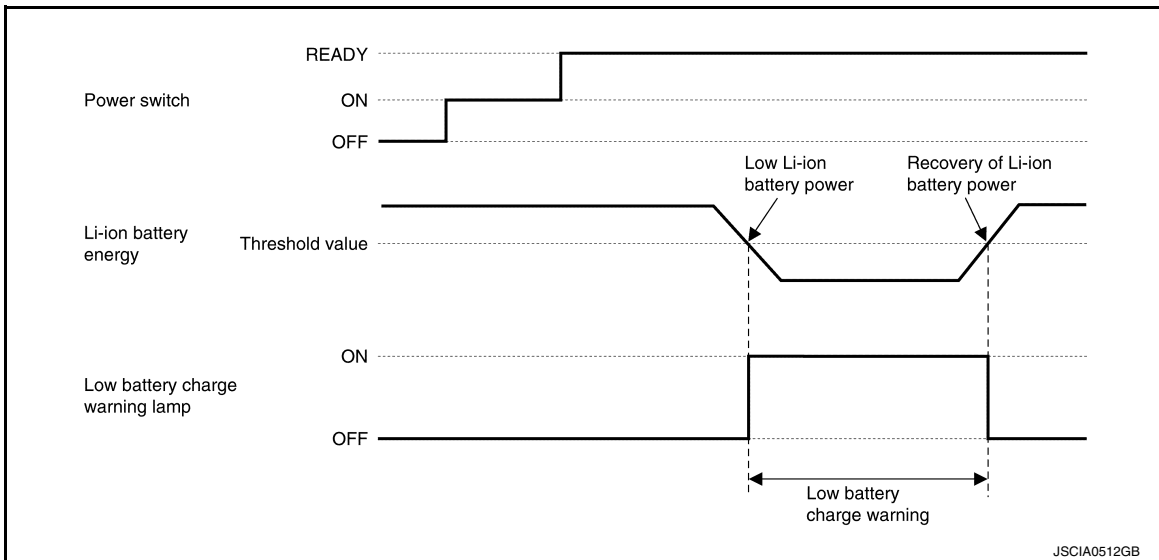 READY
Power switch
ON
OFF
Low Li-ion
battery power
Recovery of Li-ion
battery power
Li-ion battery
energy
Threshold value
ON
Low battery charge
warning lamp
OFF
Low battery
charge warning
JSCIA0512GB